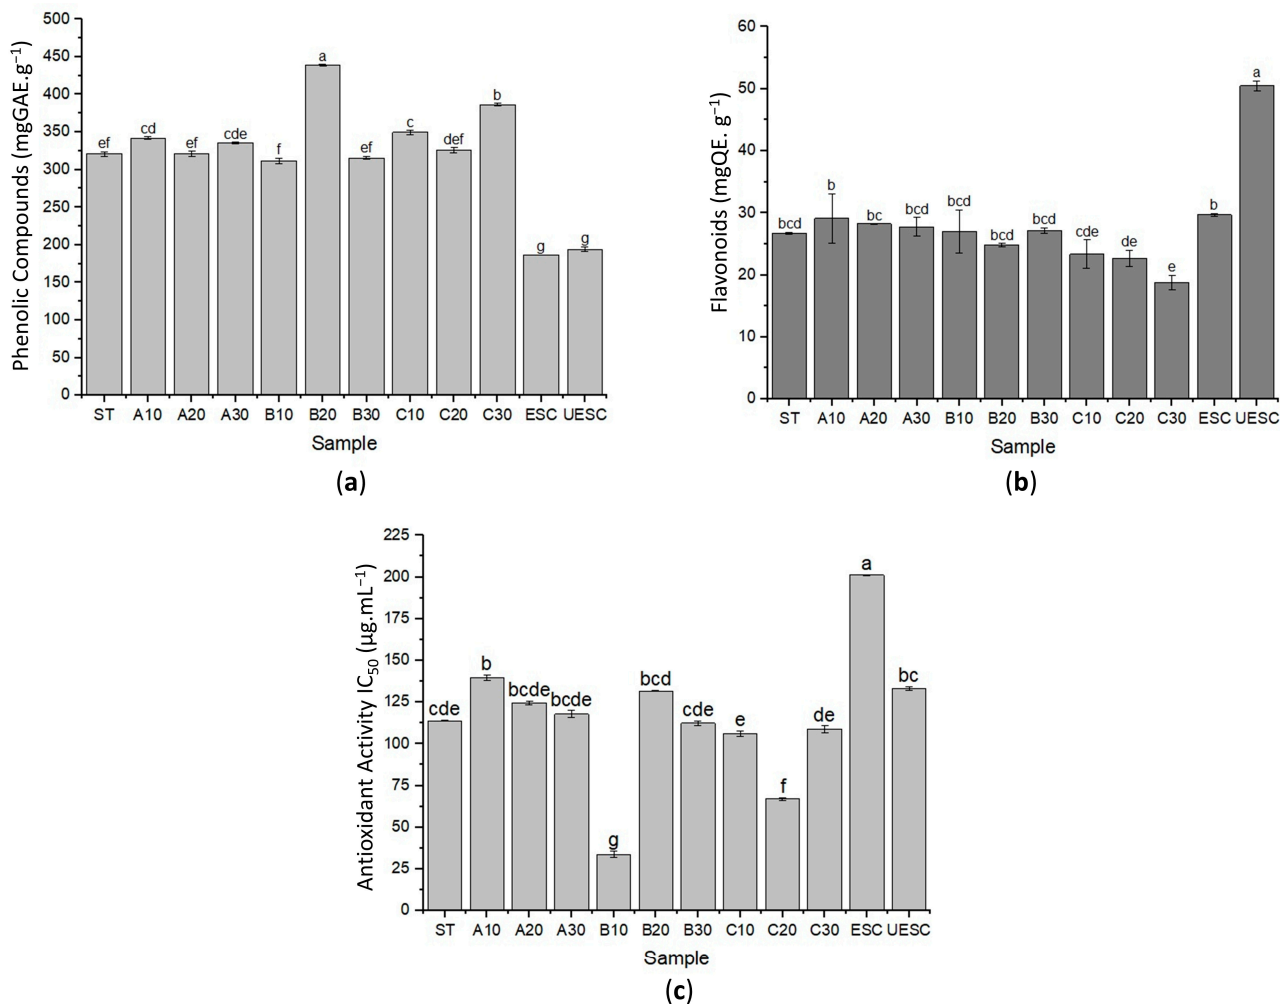 Phenolic Compounds (mgGAE.g⁻¹)
500
450
400
350
300
250
200
150
100
50
0
ef cd ef cde f a ef c def b g g
ST A10 A20 A30 B10 B20 B30 C10 C20 C30 ESC UESC
Sample
(a)
Flavonoids (mgQE. g⁻¹)
60
50
40
30
20
10
0
bcd b bc bcd bcd bcd bcd cde de e b a
ST A10 A20 A30 B10 B20 B30 C10 C20 C30 ESC UESC
Sample
(b)
Antioxidant Activity IC₅₀ (µg.mL⁻¹)
225
200
175
150
125
100
75
50
25
0
cde b bcde bcde g bcd cde e f de a bc
ST A10 A20 A30 B10 B20 B30 C10 C20 C30 ESC UESC
Sample
(c)